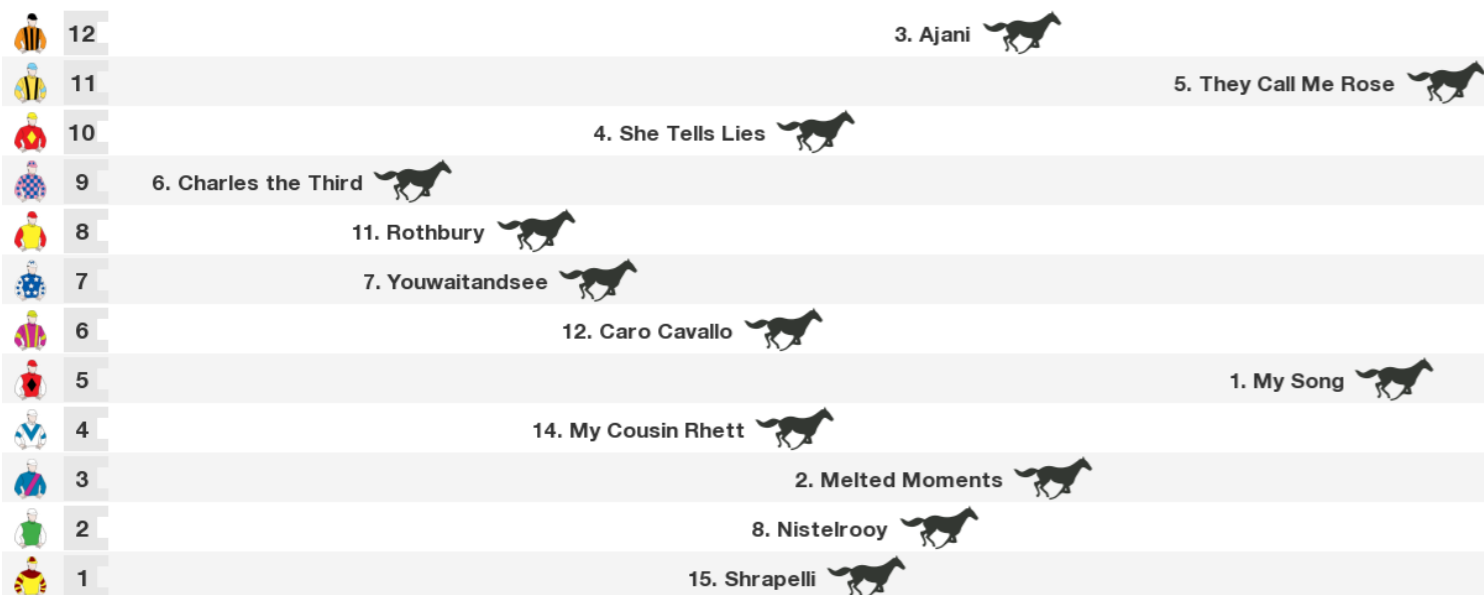 12 3. Ajani
11 5. They Call Me Rose
10 4. She Tells Lies
9 6. Charles the Third
8 11. Rothbury
7 7. Youwaitandsee
6 12. Caro Cavallo
5 1. My Song
4 14. My Cousin Rhett
3 2. Melted Moments
2 8. Nistelrooy
1 15. Shrapelli